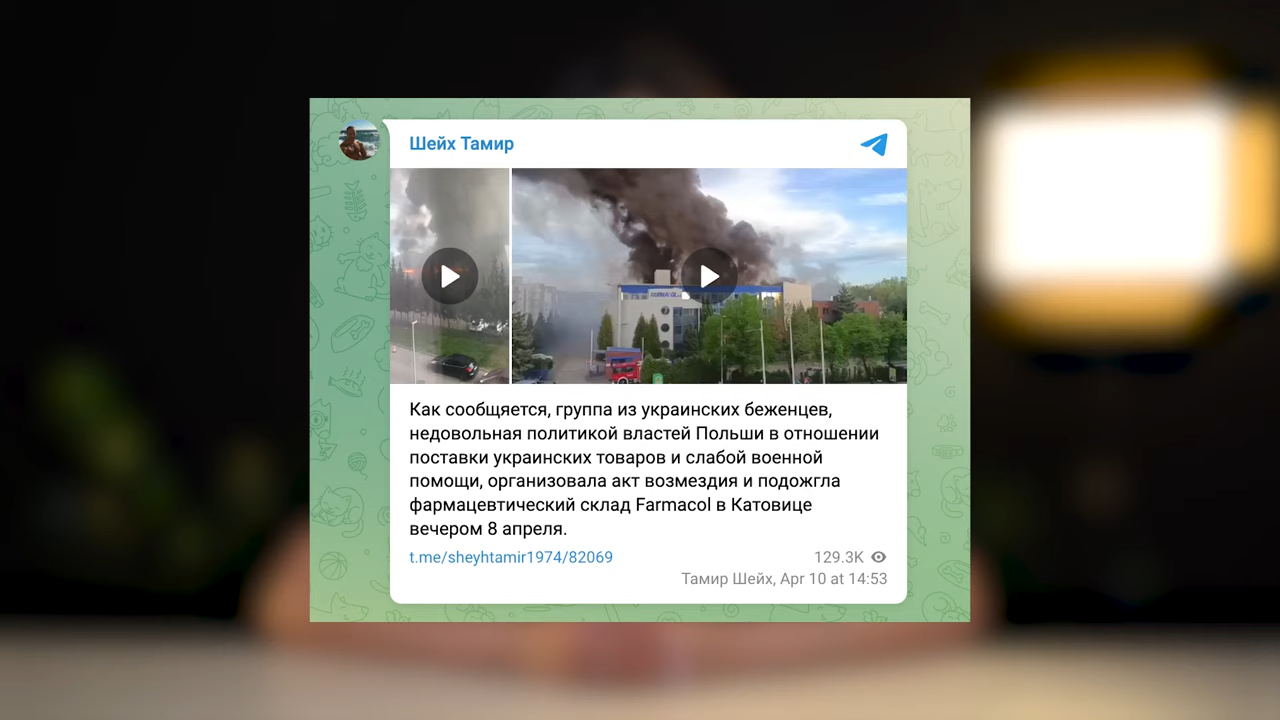 Шейх Тамир
Как сообщяется, группа из украинских беженцев,
недовольная политикой властей Польши в отношении
поставки украинских товаров и слабой военной
помощи, организовала акт возмездия и подожгла
фармацевтический склад Farmacol в Катовице
вечером 8 апреля.
t.me/sheyhtamir1974/82069
129.3K
Тамир Шейх, Apr 10 at 14:53